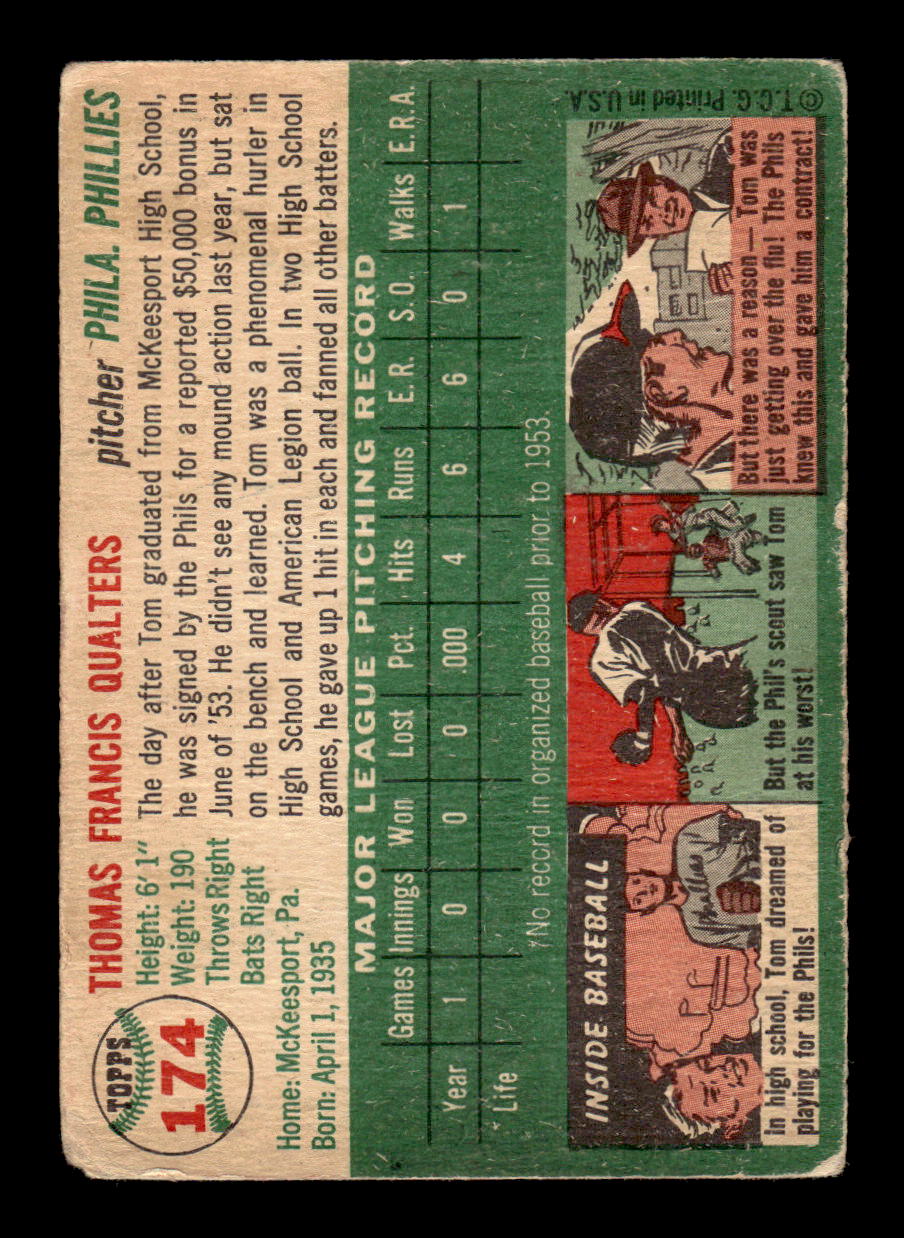 TOPPS
174
THOMAS FRANCIS QUALTERS pitcher PHILA. PHILLIES
Height: 6' 1"
Weight: 190
Throws Right
Bats Right
Home: McKeesport, Pa.
Born: April 1, 1935
The day after Tom graduated from McKeesport High School,
he was signed by the Phils for a reported $50,000 bonus in
June of '53. He didn't see any mound action last year, but sat
on the bench and learned. Tom was a phenomenal hurler in
High School and American Legion ball. In two High School
games, he gave up 1 hit in each and fanned all other batters.
MAJOR LEAGUE PITCHING RECORD
Games Innings Won Lost Pct. Hits Runs E.R. S.O. Walks E.R.A.
Year 1 0 0 0 .000 4 6 6 0 1
* Life
*No record in organized baseball prior to 1953.
INSIDE BASEBALL
Phillies
In high school, Tom dreamed of
playing for the Phils!
But the Phil's scout saw Tom
at his worst!
But there was a reason — Tom was
just getting over the flu! The Phils
knew this and gave him a contract!
© T.C.G. Printed in U.S.A.